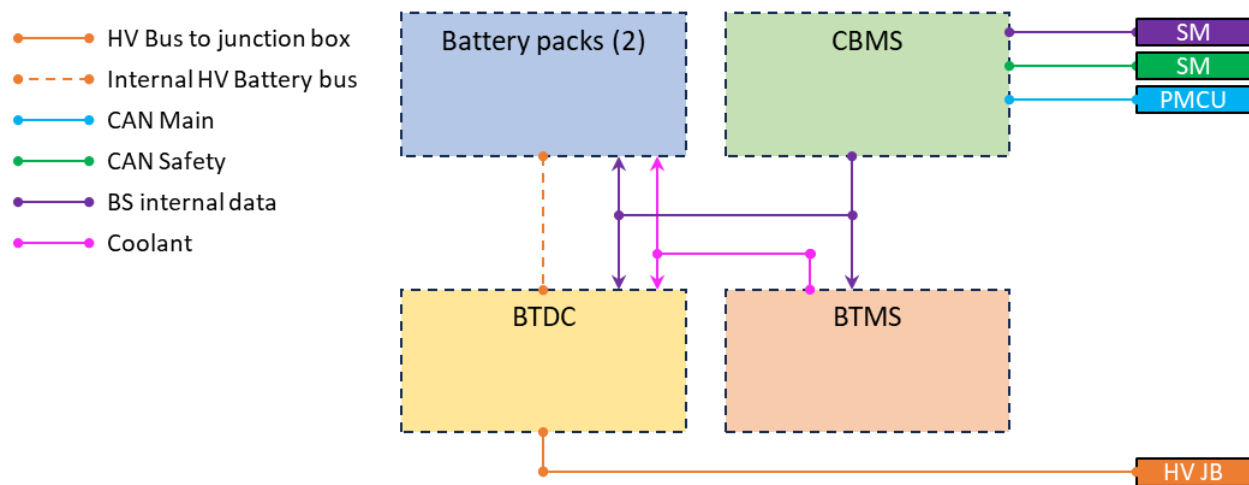 HV Bus to junction box
Internal HV Battery bus
CAN Main
CAN Safety
BS internal data
Coolant
Battery packs (2)
CBMS
SM
SM
PMCU
BTDC
BTMS
HV JB